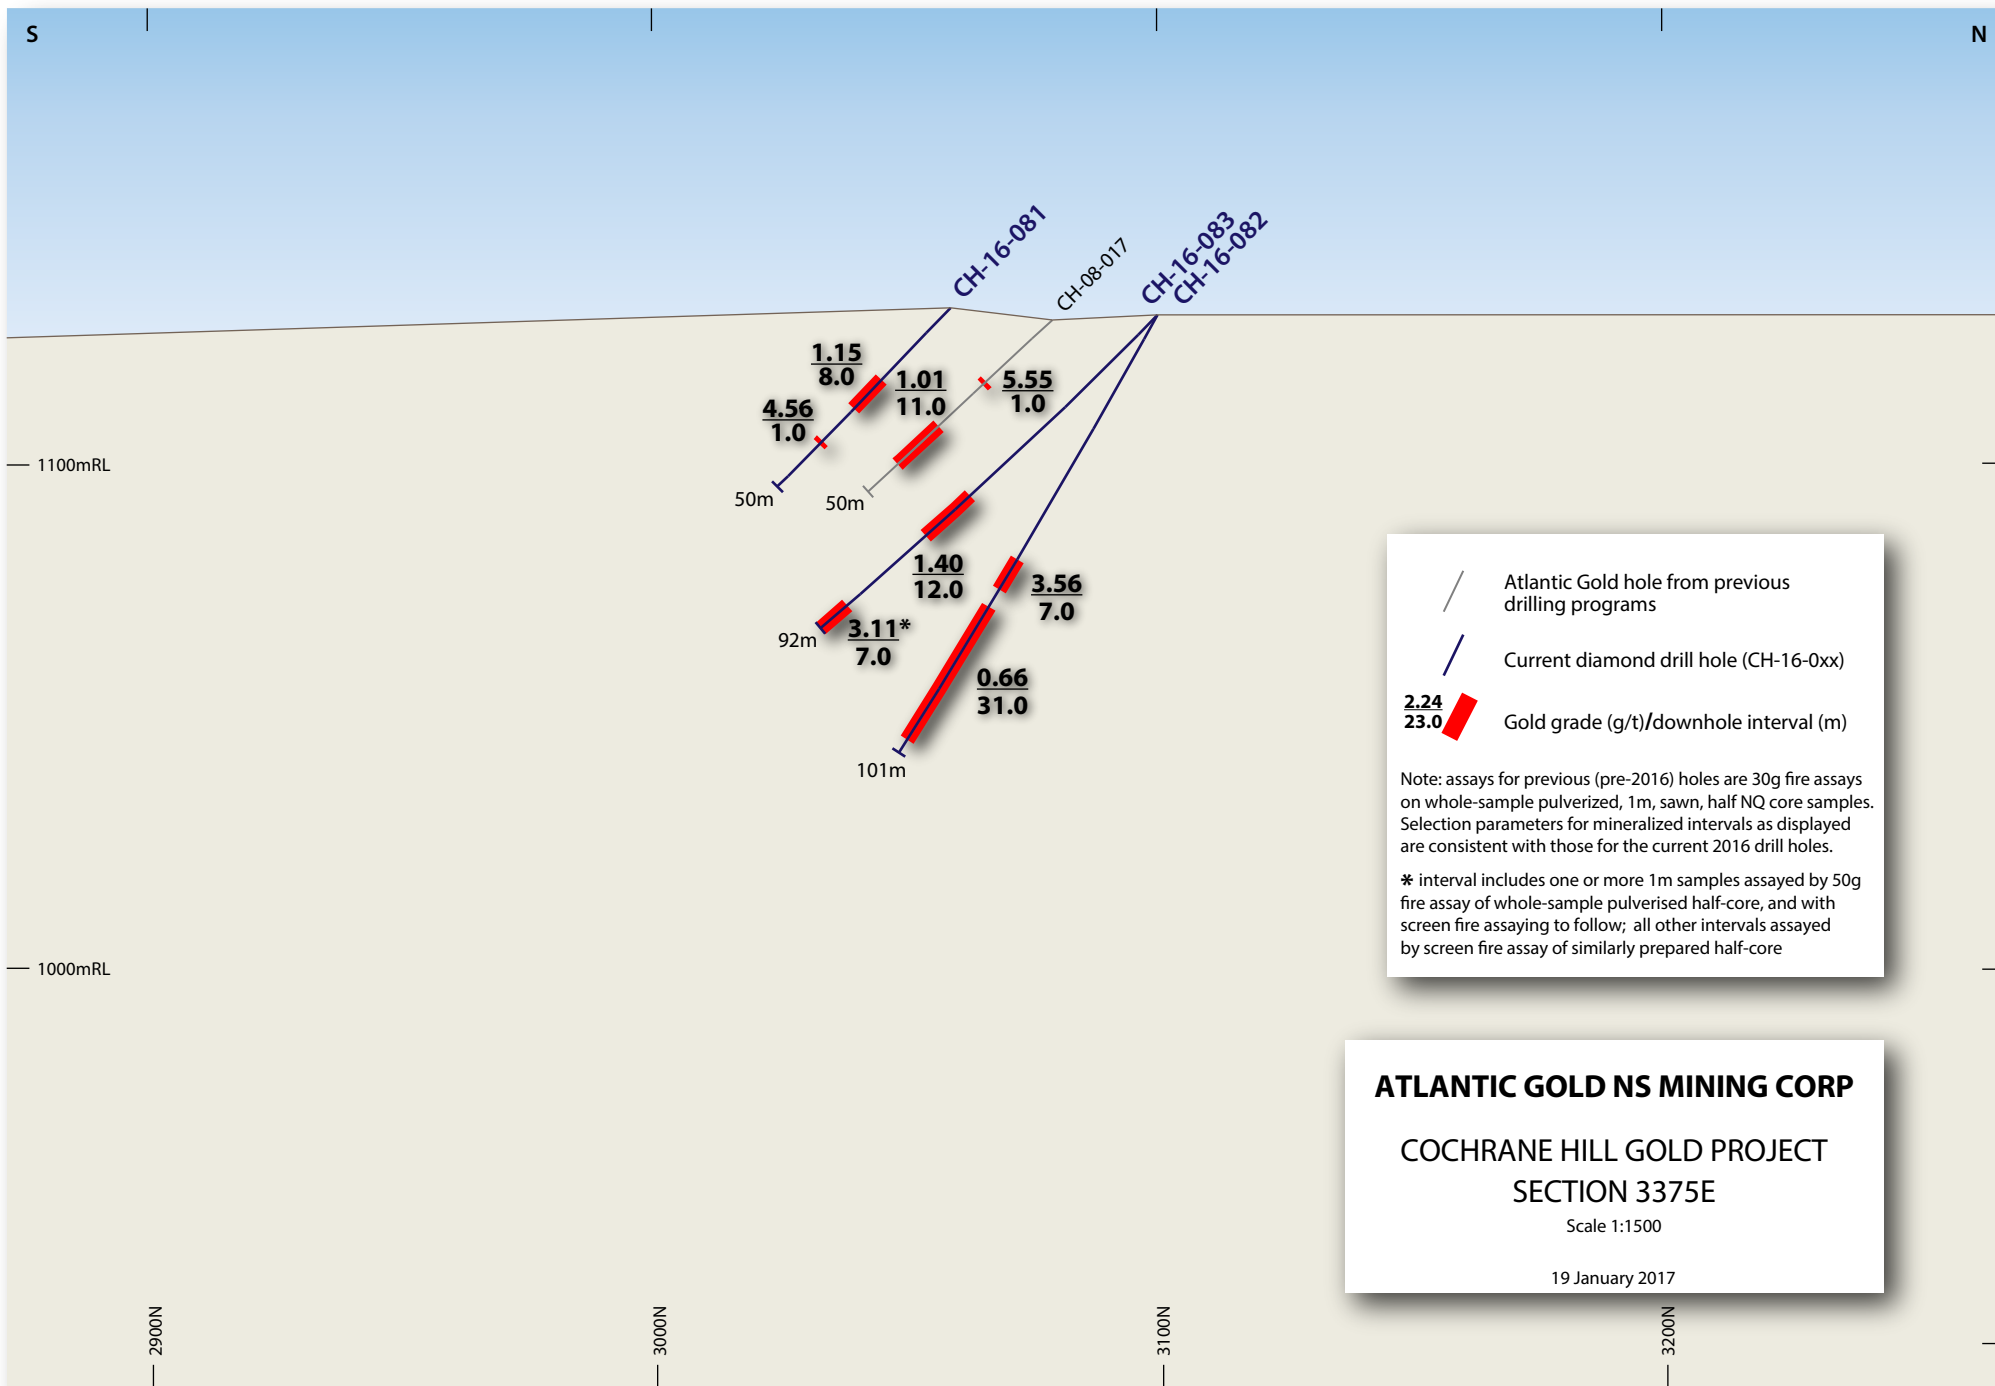 S
N
CH-16-081
CH-08-017
CH-16-083
CH-16-082
1.15
8.0
1.01
11.0
5.55
1.0
4.56
1.0
1100mRL
50m
50m
1.40
12.0
3.56
7.0
92m
3.11*
7.0
0.66
31.0
101m
Atlantic Gold hole from previous
drilling programs
Current diamond drill hole (CH-16-0xx)
2.24
23.0
Gold grade (g/t)/downhole interval (m)
Note: assays for previous (pre-2016) holes are 30g fire assays
on whole-sample pulverized, 1m, sawn, half NQ core samples.
Selection parameters for mineralized intervals as displayed
are consistent with those for the current 2016 drill holes.
* interval includes one or more 1m samples assayed by 50g
fire assay of whole-sample pulverised half-core, and with
screen fire assaying to follow; all other intervals assayed
by screen fire assay of similarly prepared half-core
1000mRL
ATLANTIC GOLD NS MINING CORP
COCHRANE HILL GOLD PROJECT
SECTION 3375E
Scale 1:1500
19 January 2017
2900N
3000N
3100N
3200N